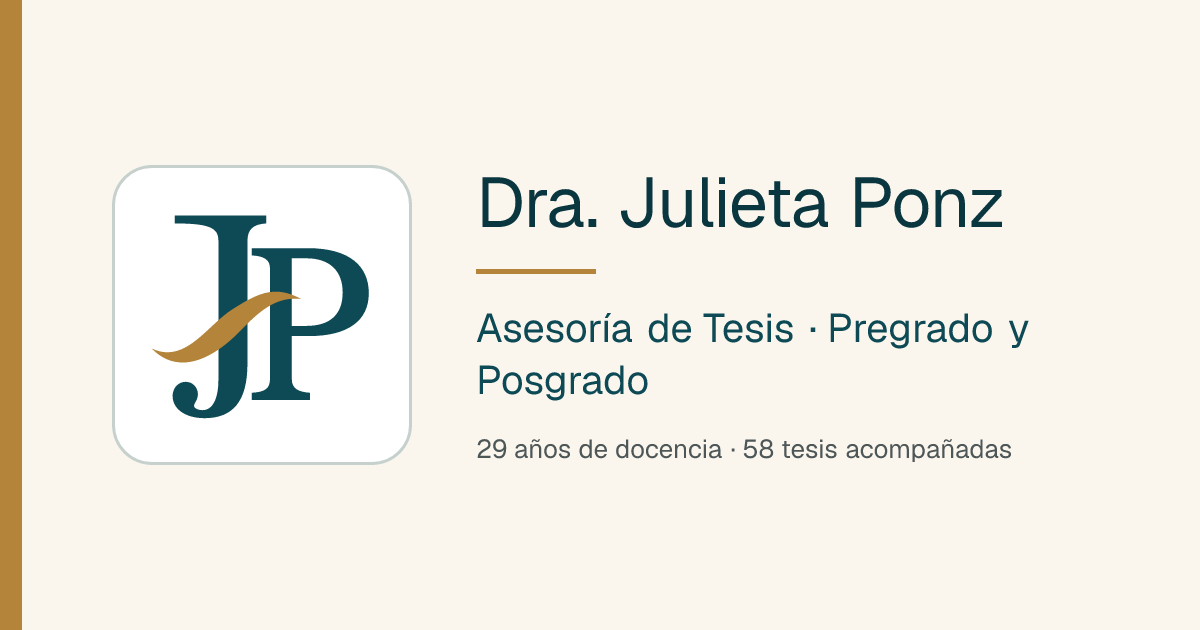 JP
Dra. Julieta Ponz
Asesoría de Tesis · Pregrado y
Posgrado
29 años de docencia · 58 tesis acompañadas